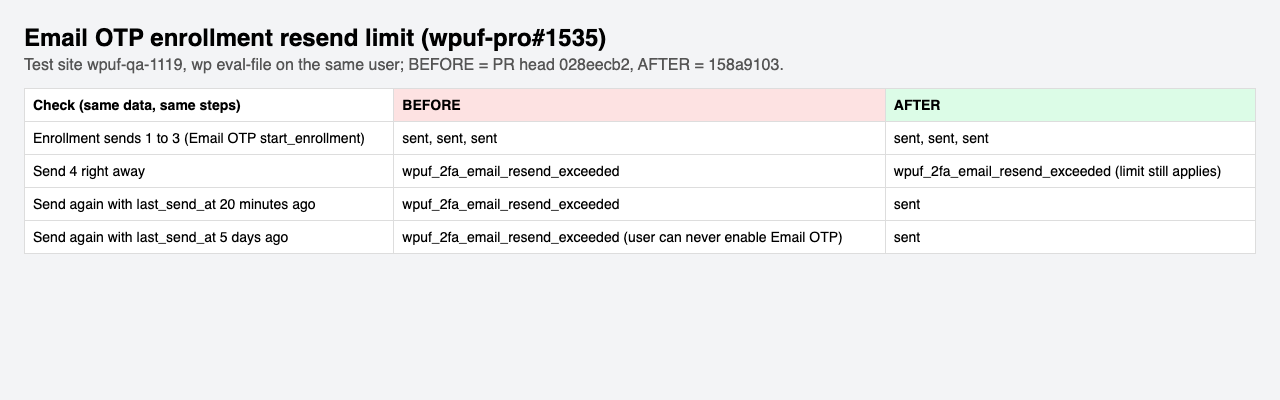 Email OTP enrollment resend limit (wpuf-pro#1535)
Test site wpuf-qa-1119, wp eval-file on the same user; BEFORE = PR head 028eecb2, AFTER = 158a9103.
Check (same data, same steps) BEFORE AFTER
Enrollment sends 1 to 3 (Email OTP start_enrollment) sent, sent, sent sent, sent, sent
Send 4 right away wpuf_2fa_email_resend_exceeded wpuf_2fa_email_resend_exceeded (limit still applies)
Send again with last_send_at 20 minutes ago wpuf_2fa_email_resend_exceeded sent
Send again with last_send_at 5 days ago wpuf_2fa_email_resend_exceeded (user can never enable Email OTP) sent